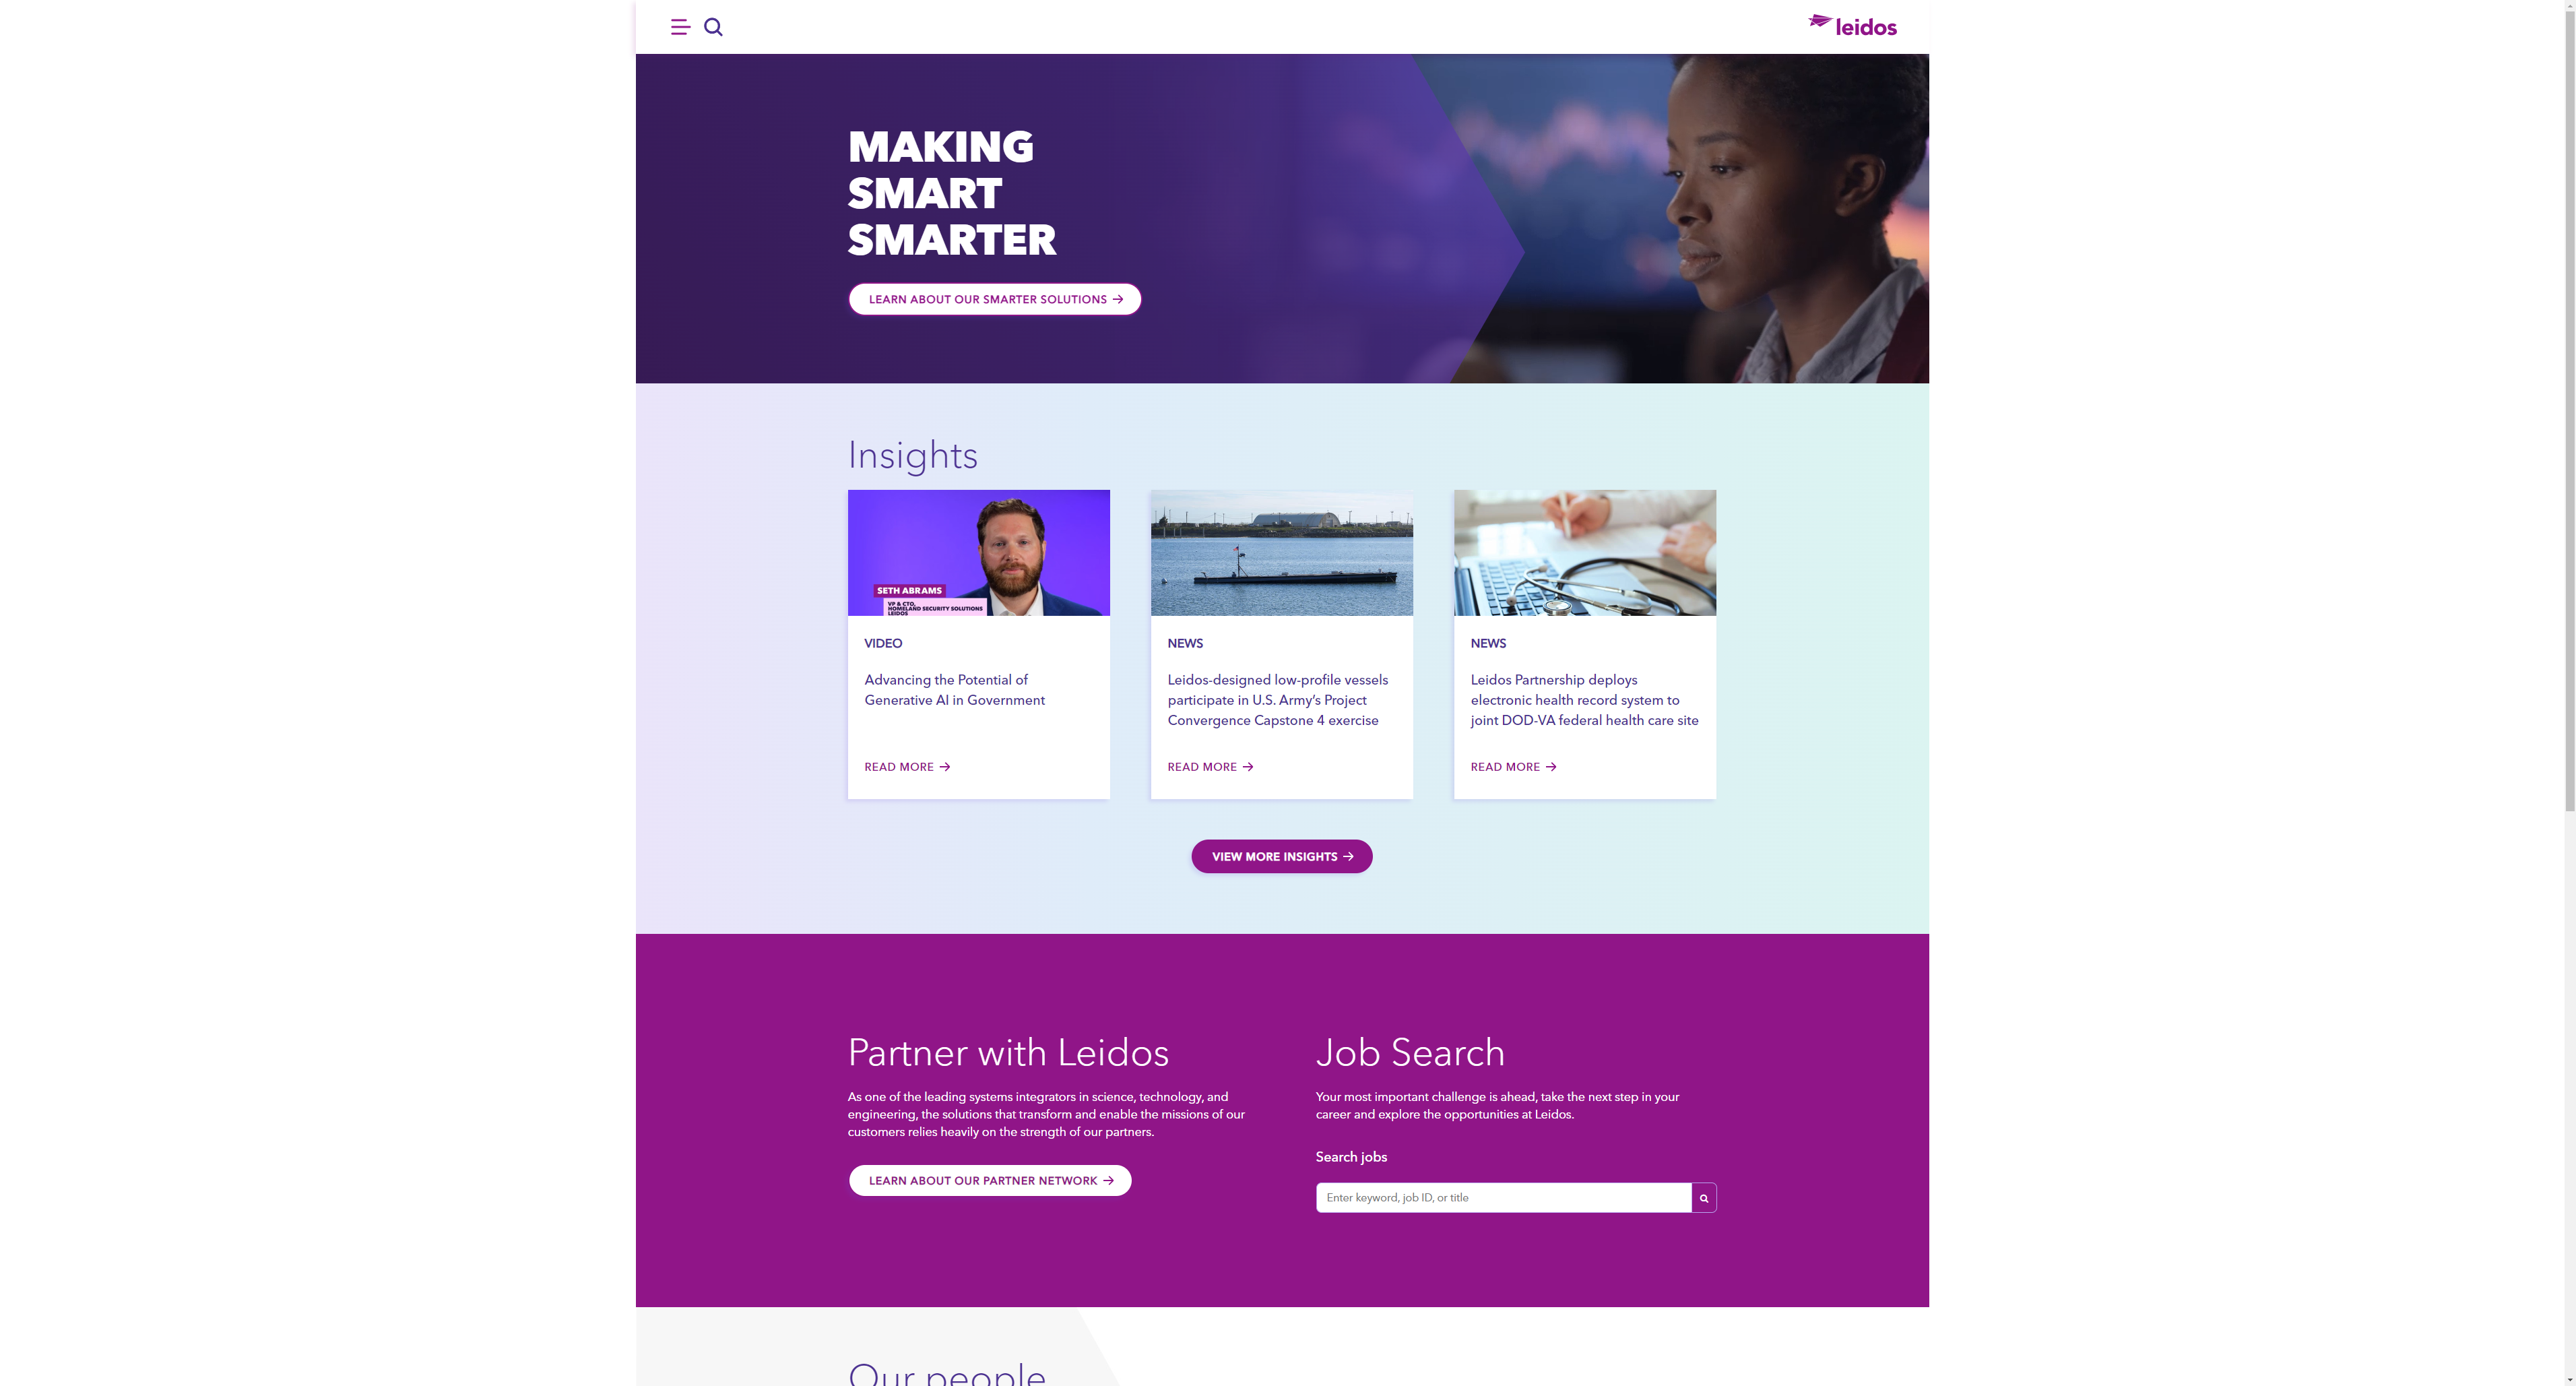 leidos
MAKING
SMART
SMARTER
LEARN ABOUT OUR SMARTER SOLUTIONS
Insights
SETH ABRAMS
VP & CTO,
HOMELAND SECURITY SOLUTIONS
LEIDOS
VIDEO
Advancing the Potential of
Generative AI in Government
READ MORE
NEWS
Leidos-designed low-profile vessels
participate in U.S. Army’s Project
Convergence Capstone 4 exercise
READ MORE
NEWS
Leidos Partnership deploys
electronic health record system to
joint DOD-VA federal health care site
READ MORE
VIEW MORE INSIGHTS
Partner with Leidos
As one of the leading systems integrators in science, technology, and
engineering, the solutions that transform and enable the missions of our
customers relies heavily on the strength of our partners.
LEARN ABOUT OUR PARTNER NETWORK
Job Search
Your most important challenge is ahead, take the next step in your
career and explore the opportunities at Leidos.
Search jobs
Enter keyword, job ID, or title
Our people